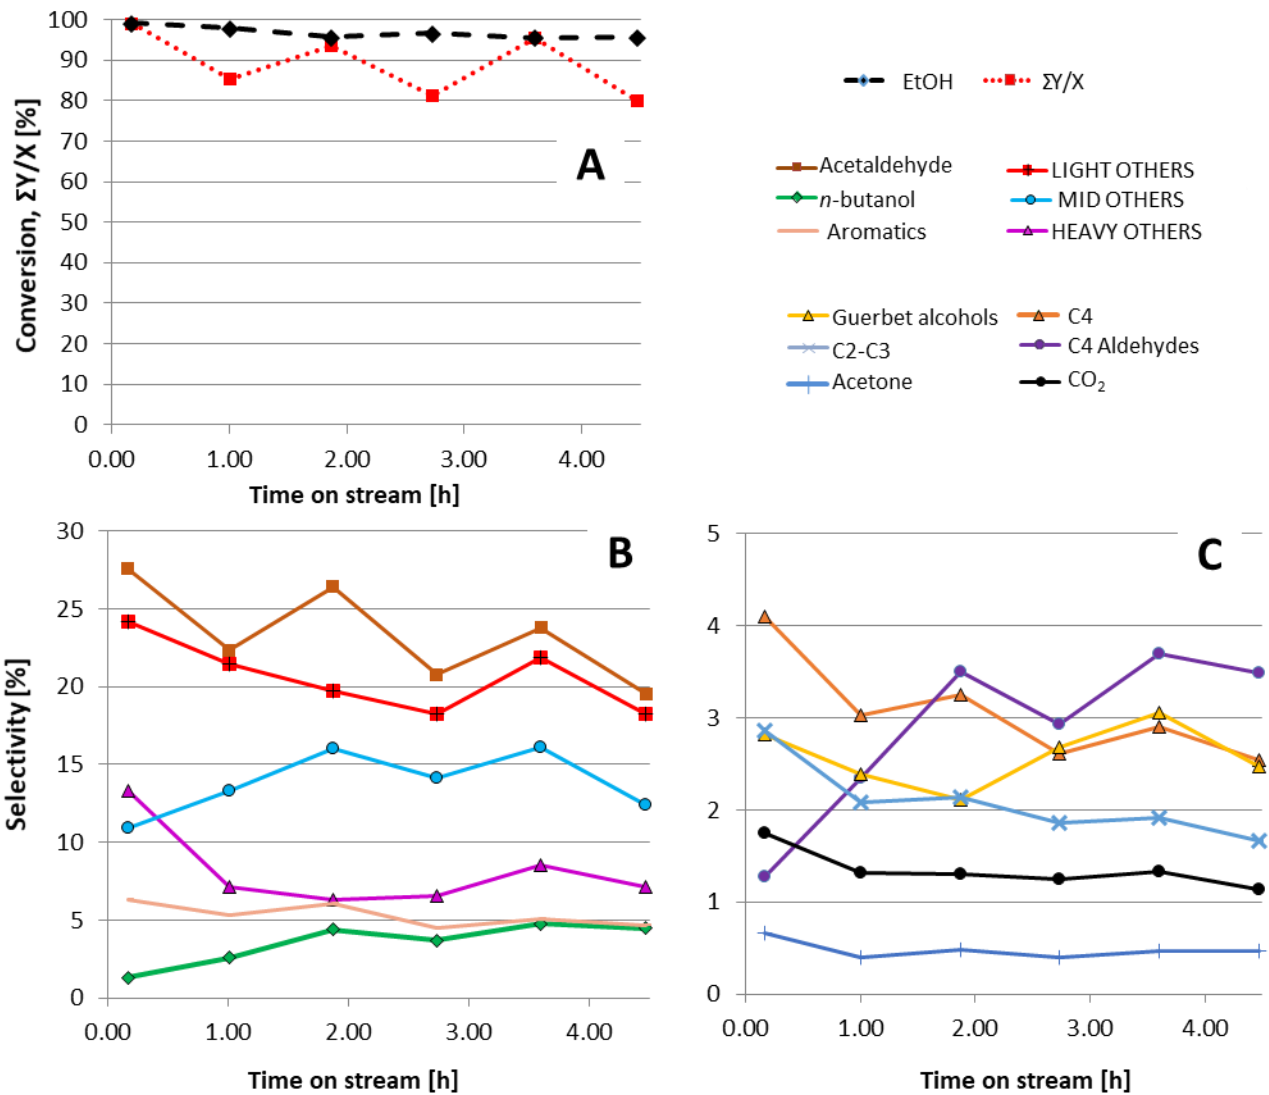 Conversion, ΣY/X [%]
100
90
80
70
60
50
40
30
20
10
0
A
0.00 1.00 2.00 3.00 4.00
Time on stream [h]
EtOH ΣY/X
Acetaldehyde LIGHT OTHERS
n-butanol MID OTHERS
Aromatics HEAVY OTHERS
Guerbet alcohols C4
C2-C3 C4 Aldehydes
Acetone CO₂
Selectivity [%]
30
25
20
15
10
5
0
B
0.00 1.00 2.00 3.00 4.00
Time on stream [h]
5
4
3
2
1
0
C
0.00 1.00 2.00 3.00 4.00
Time on stream [h]